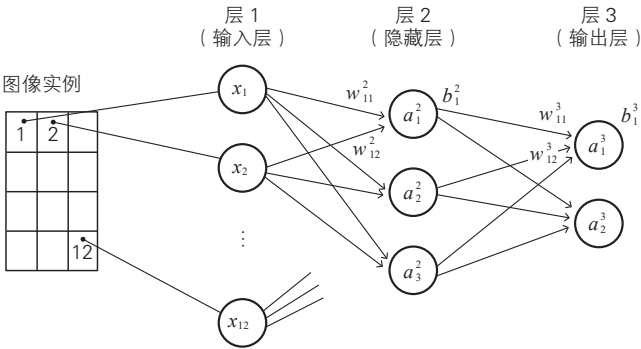 层 1
（输入层）
层 2
（隐藏层）
层 3
（输出层）
图像实例
1
2
12
x₁
x₂
⋮
x₁₂
w²₁₁
w²₁₂
b²₁
a²₁
a²₂
a²₃
w³₁₁
w³₁₂
b³₁
a³₁
a³₂